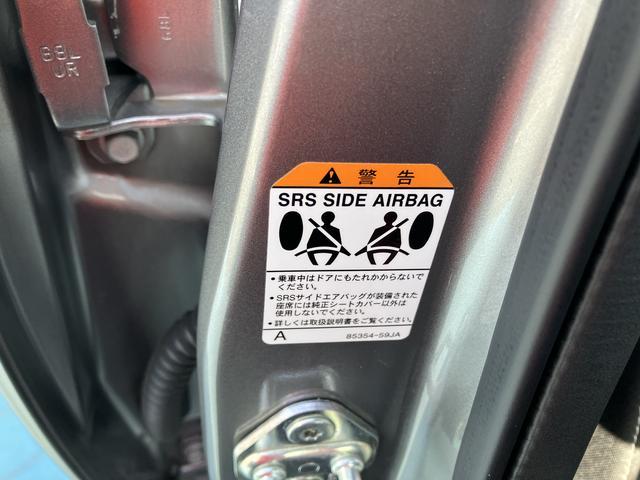 68L
UR
警告
SRS SIDE AIRBAG
・乗車中はドアにもたれかからないで
ください。
・SRSサイドエアバッグが装備された
座席には純正シートカバー以外は
使用しないでください。
・詳しくは取扱説明書をご覧ください。
A 85354-59JA